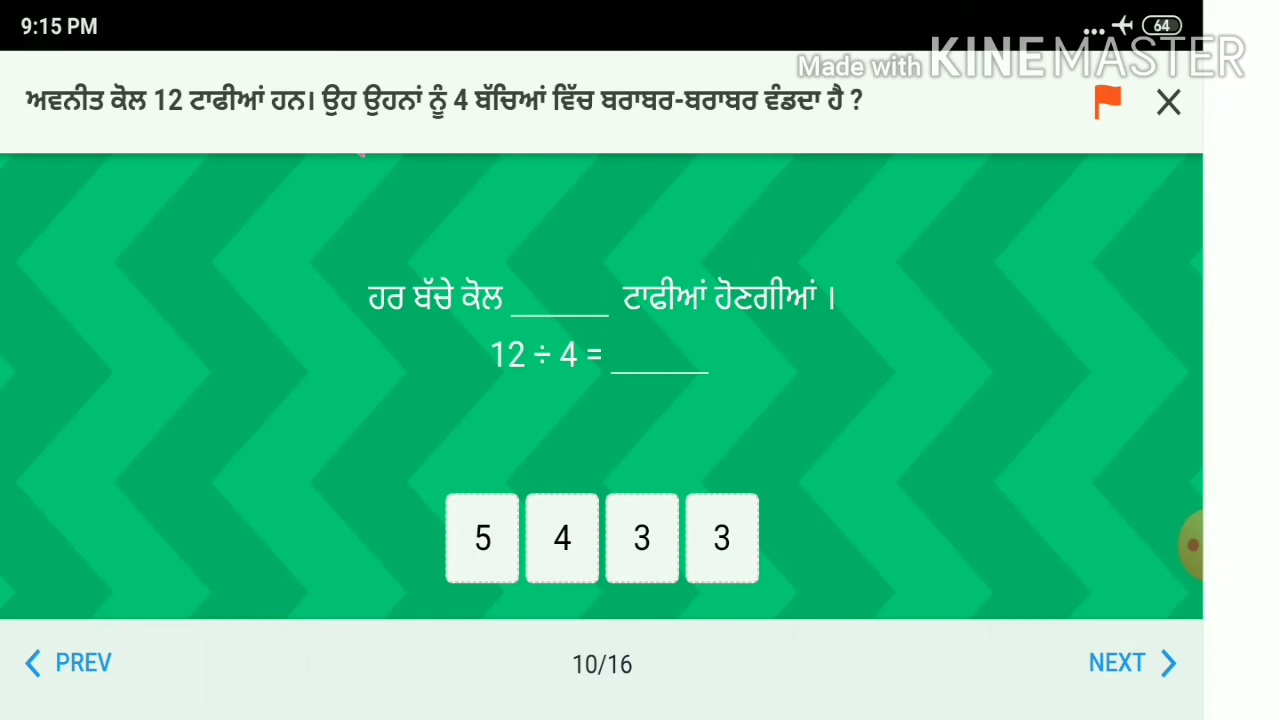 9:15 PM
64
Made with KINEMASTER
ਅਵਨੀਤ ਕੋਲ 12 ਟਾਫੀਆਂ ਹਨ। ਉਹ ਉਹਨਾਂ ਨੂੰ 4 ਬੱਚਿਆਂ ਵਿੱਚ ਬਰਾਬਰ-ਬਰਾਬਰ ਵੰਡਦਾ ਹੈ ?
ਹਰ ਬੱਚੇ ਕੋਲ ______ ਟਾਫੀਆਂ ਹੋਣਗੀਆਂ ।
12 ÷ 4 = ______
5 4 3 3
PREV 10/16 NEXT